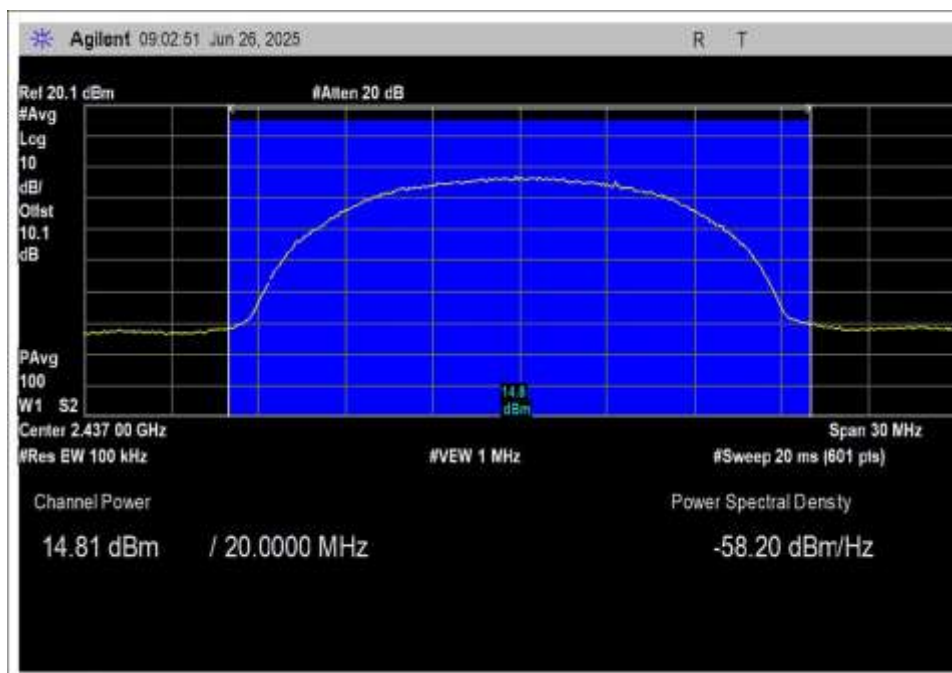 Agilent 09:02:51 Jun 26, 2025 R T
Ref 20.1 dBm #Atten 20 dB
#Avg
Log
10
dB/
Offst
10.1
dB
PAvg
100
W1 S2
14.8
dBm
Center 2.437 00 GHz Span 30 MHz
#Res BW 100 kHz #VBW 1 MHz #Sweep 20 ms (601 pts)
Channel Power Power Spectral Density
14.81 dBm / 20.0000 MHz -58.20 dBm/Hz